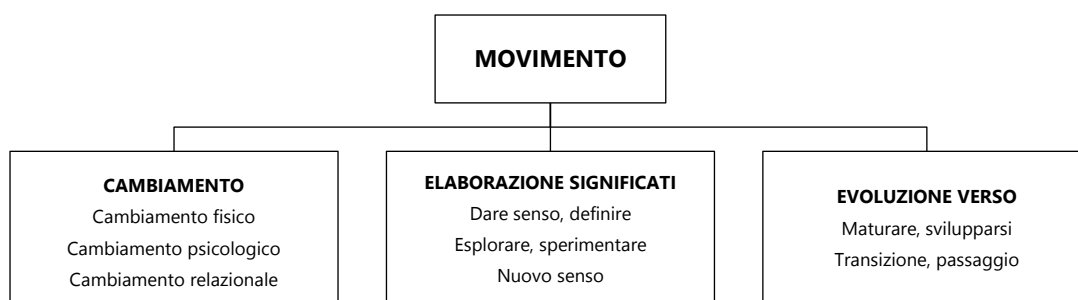 MOVIMENTO
CAMBIAMENTO
Cambiamento fisico
Cambiamento psicologico
Cambiamento relazionale
ELABORAZIONE SIGNIFICATI
Dare senso, definire
Esplorare, sperimentare
Nuovo senso
EVOLUZIONE VERSO
Maturare, svilupparsi
Transizione, passaggio